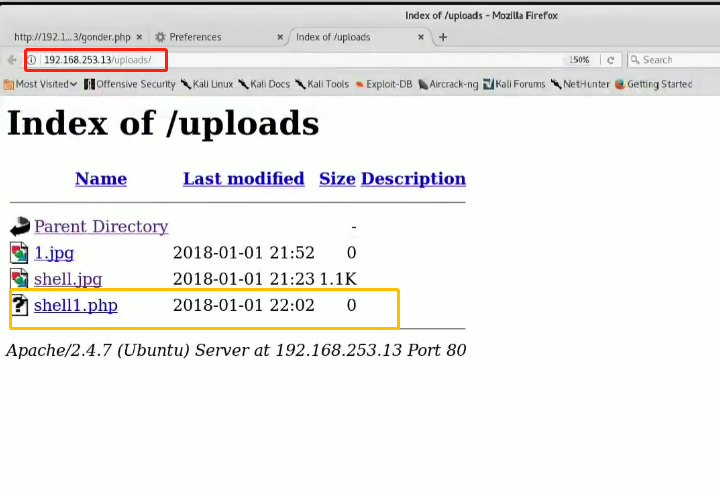 Index of /uploads - Mozilla Firefox
http://192.1...3/gonder.php × Preferences × Index of /uploads × +
192.168.253.13/uploads/ 150% Search
Most Visited Offensive Security Kali Linux Kali Docs Kali Tools Exploit-DB Aircrack-ng Kali Forums NetHunter Getting Started
Index of /uploads
Name Last modified Size Description
Parent Directory -
1.jpg 2018-01-01 21:52 0
shell.jpg 2018-01-01 21:23 1.1K
shell1.php 2018-01-01 22:02 0
Apache/2.4.7 (Ubuntu) Server at 192.168.253.13 Port 80